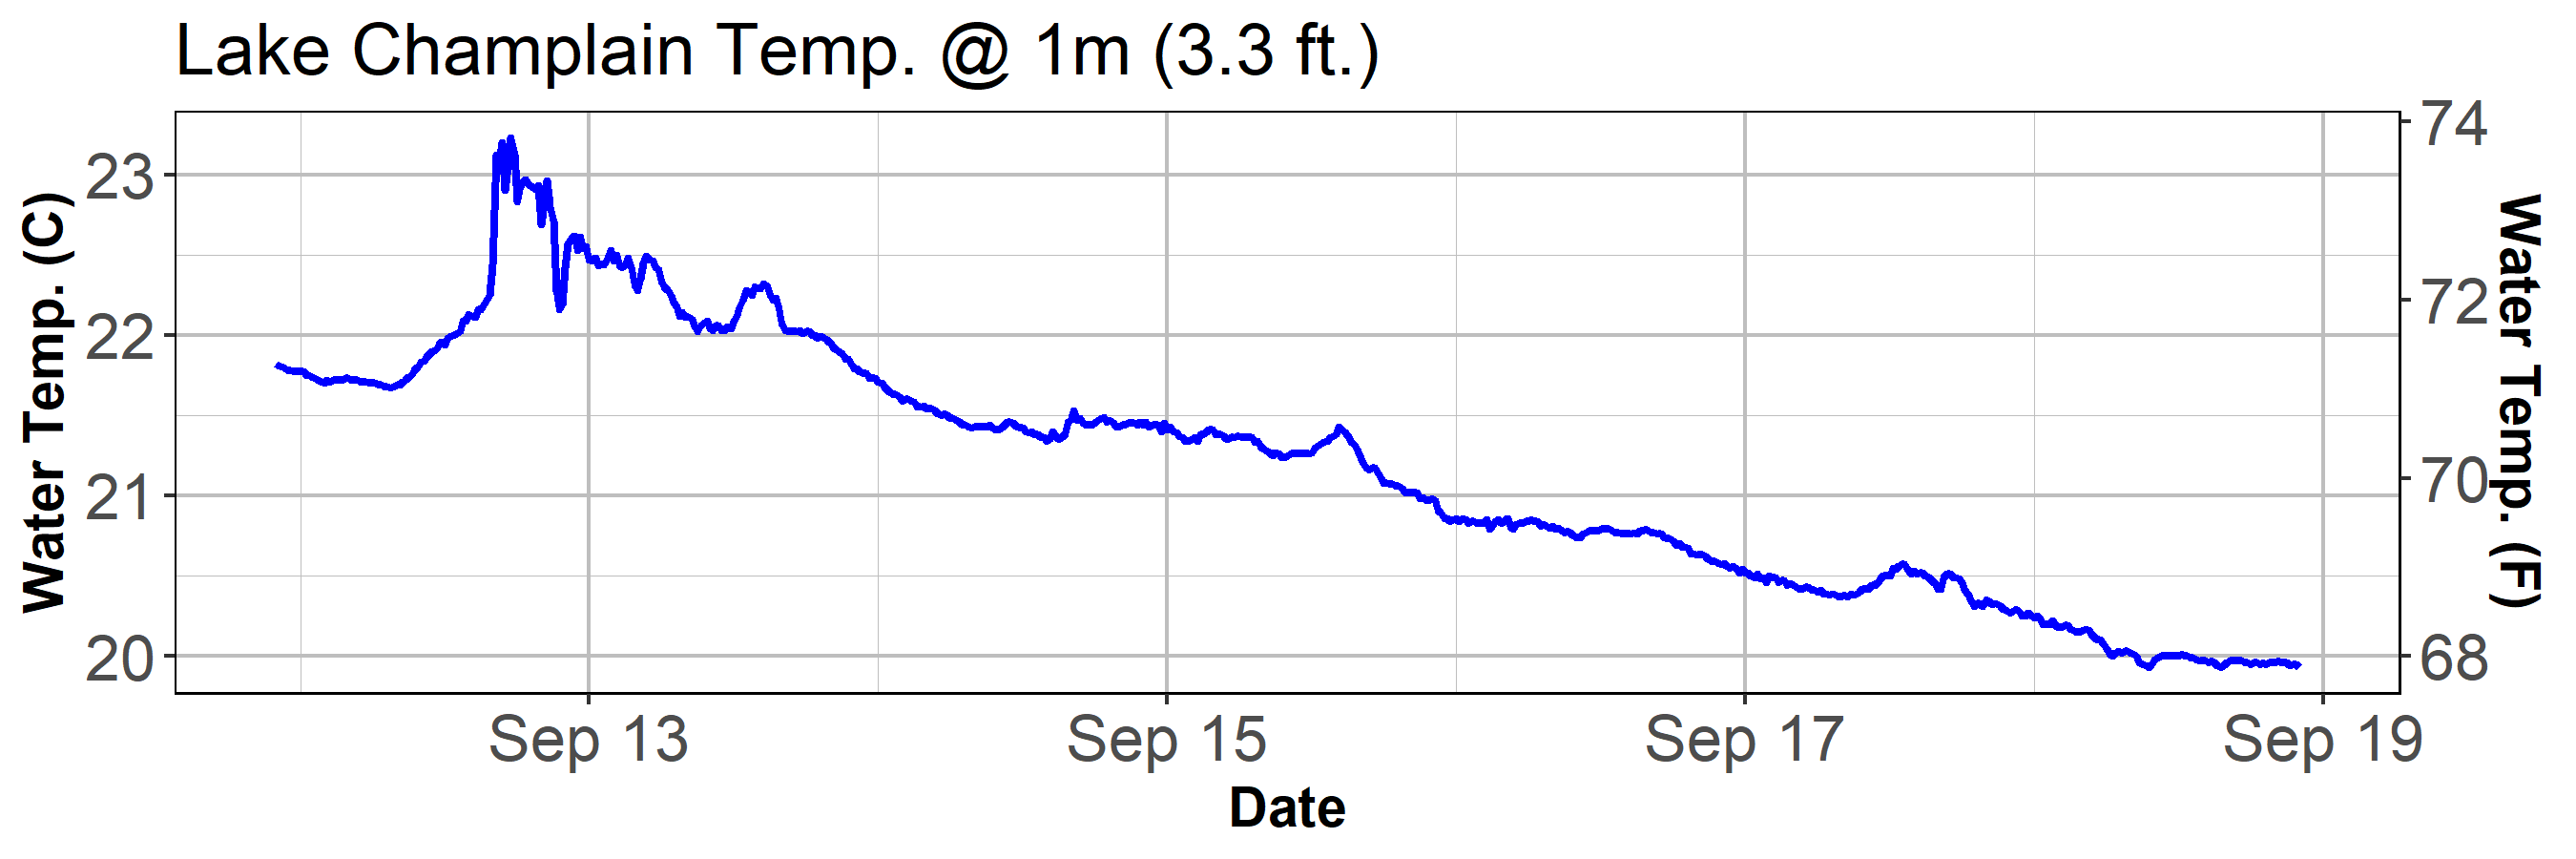 Lake Champlain Temp. @ 1m (3.3 ft.)
Water Temp. (C)
23
22
21
20
74
72
70
68
Water Temp. (F)
Sep 13
Sep 15
Sep 17
Sep 19
Date